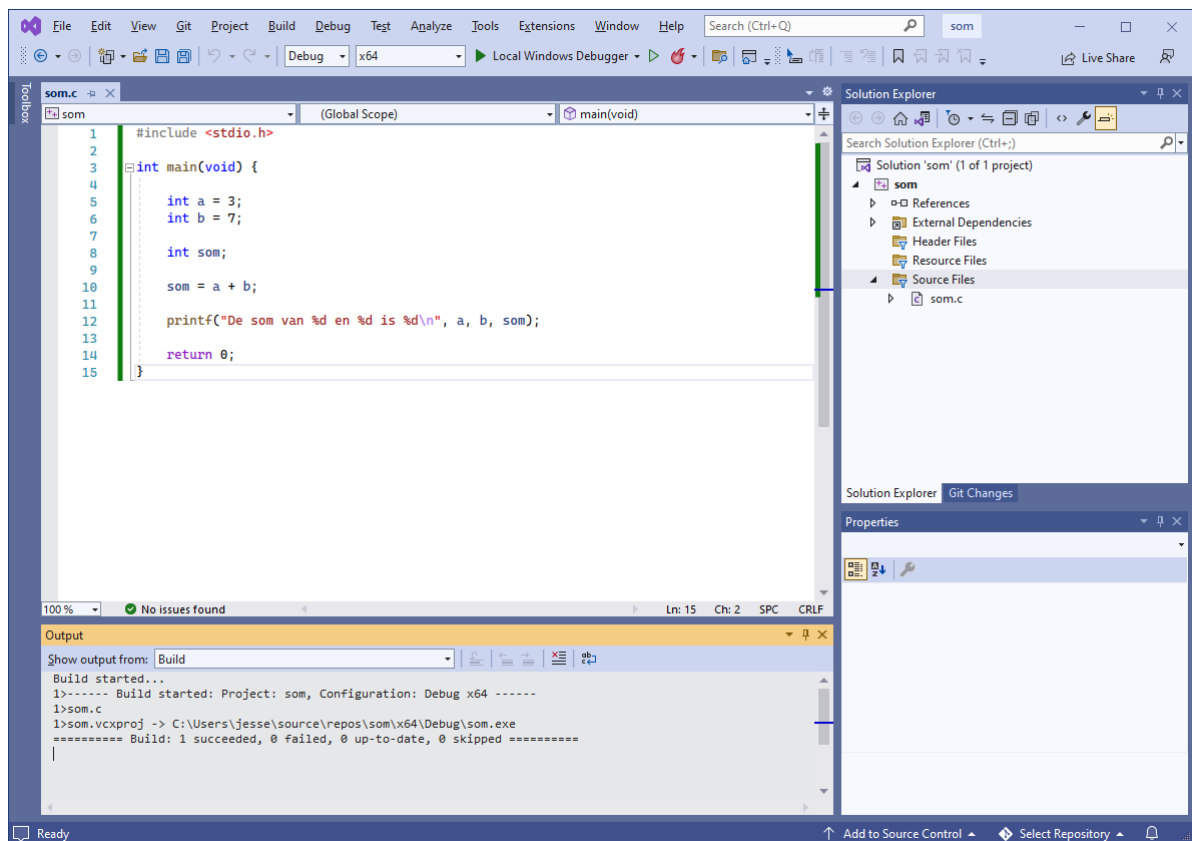 File Edit View Git Project Build Debug Test Analyze Tools Extensions Window Help Search (Ctrl+Q) som
Debug x64 Local Windows Debugger Live Share
Toolbox
som.c
som (Global Scope) main(void)
1 #include <stdio.h>
2
3 int main(void) {
4
5 int a = 3;
6 int b = 7;
7
8 int som;
9
10 som = a + b;
11
12 printf("De som van %d en %d is %d\n", a, b, som);
13
14 return 0;
15 }
100 % No issues found Ln: 15 Ch: 2 SPC CRLF
Output
Show output from: Build
Build started...
1>------ Build started: Project: som, Configuration: Debug x64 ------
1>som.c
1>som.vcxproj -> C:\Users\jesse\source\repos\som\x64\Debug\som.exe
========== Build: 1 succeeded, 0 failed, 0 up-to-date, 0 skipped ==========
Solution Explorer
Search Solution Explorer (Ctrl+;)
Solution 'som' (1 of 1 project)
som
References
External Dependencies
Header Files
Resource Files
Source Files
som.c
Solution Explorer Git Changes
Properties
Ready Add to Source Control Select Repository